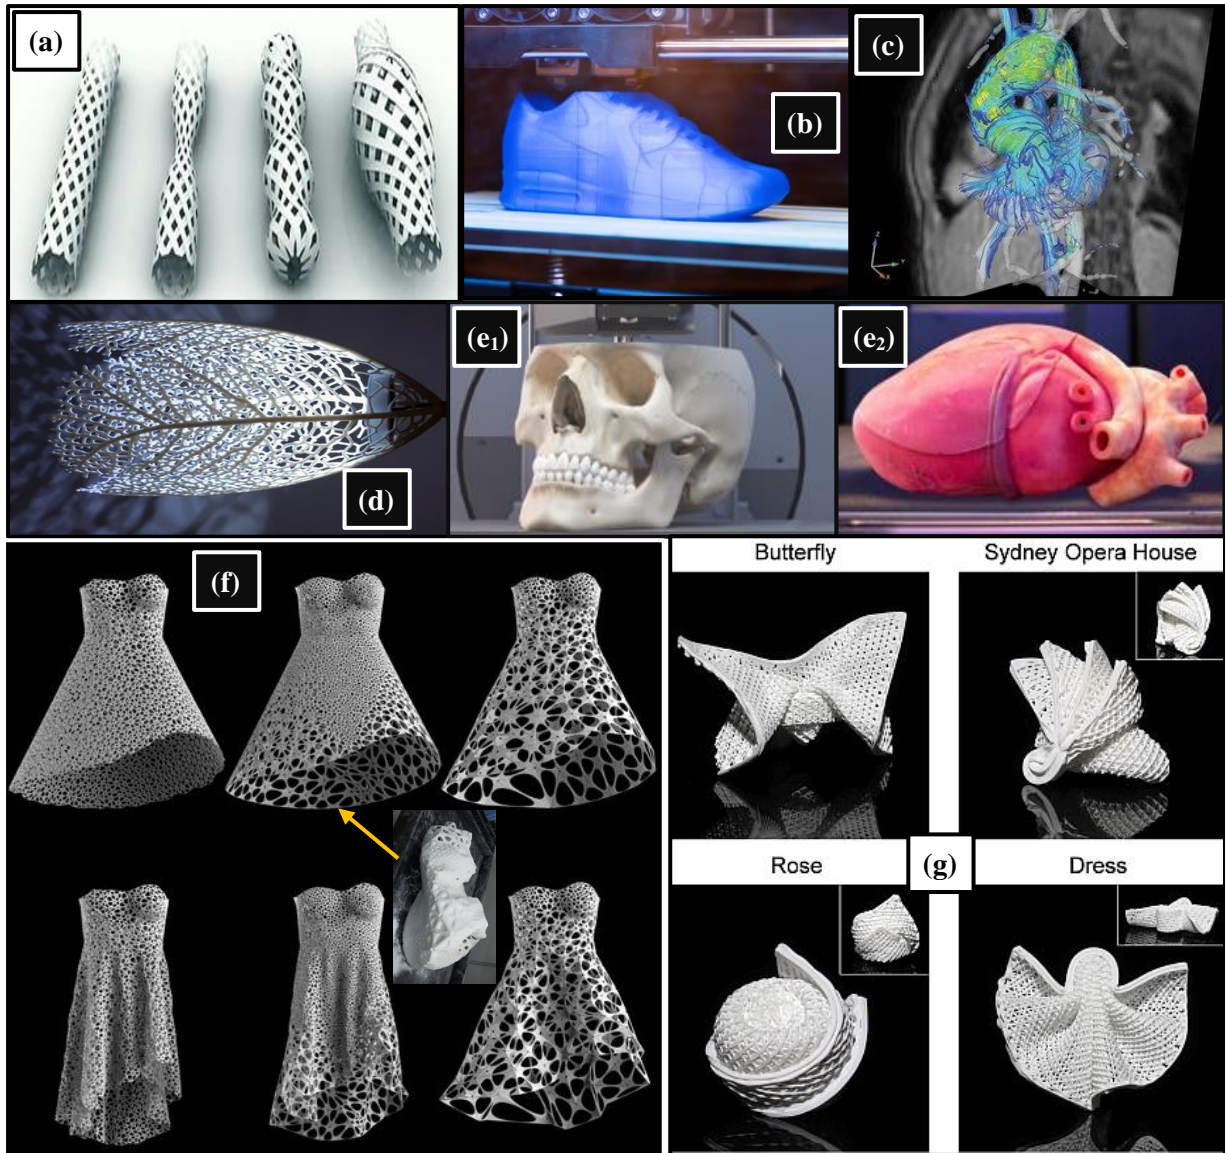 (a)
(b)
(c)
(d)
(e₁)
(e₂)
(f)
Butterfly
Sydney Opera House
Rose
(g)
Dress